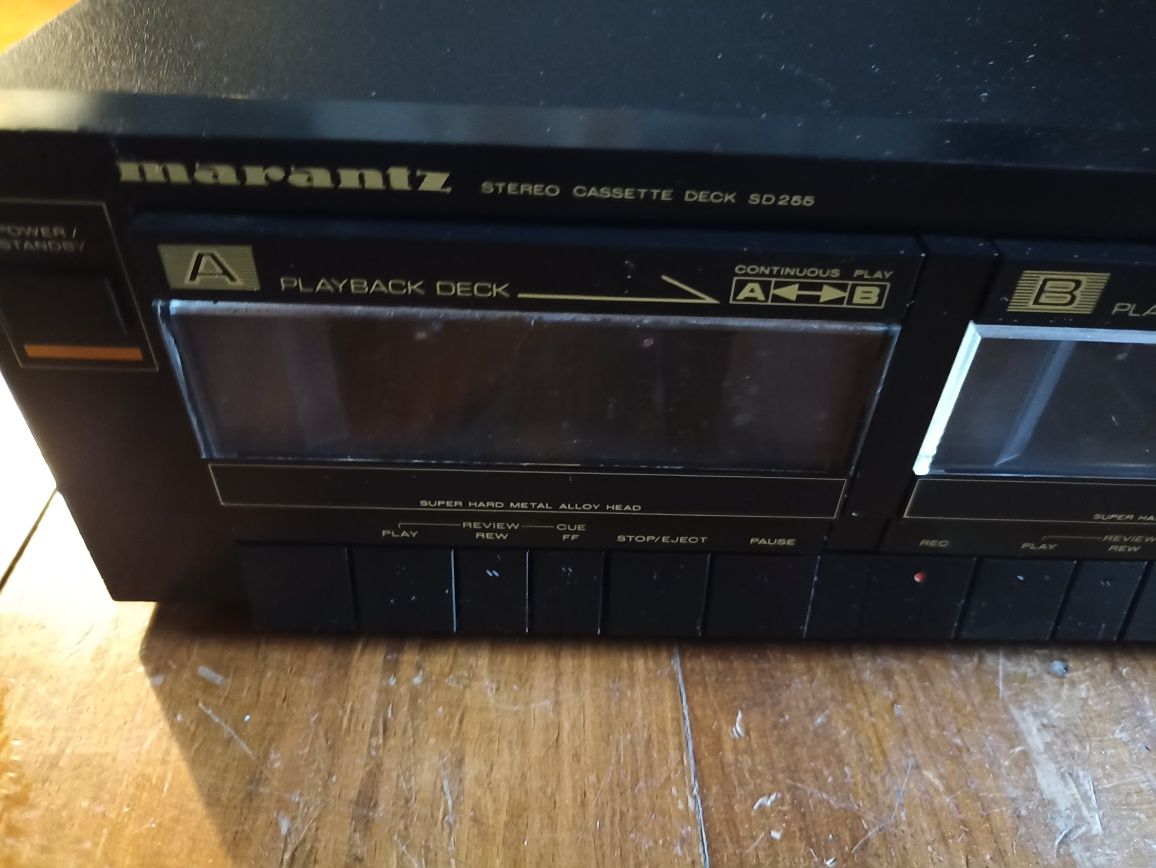 marantz STEREO CASSETTE DECK SD255
POWER /
STANDBY
A PLAYBACK DECK
CONTINUOUS PLAY
A B
B
SUPER HARD METAL ALLOY HEAD
PLAY REVIEW REW CUE FF STOP/EJECT PAUSE
SUPER
REC PLAY REVIEW REW